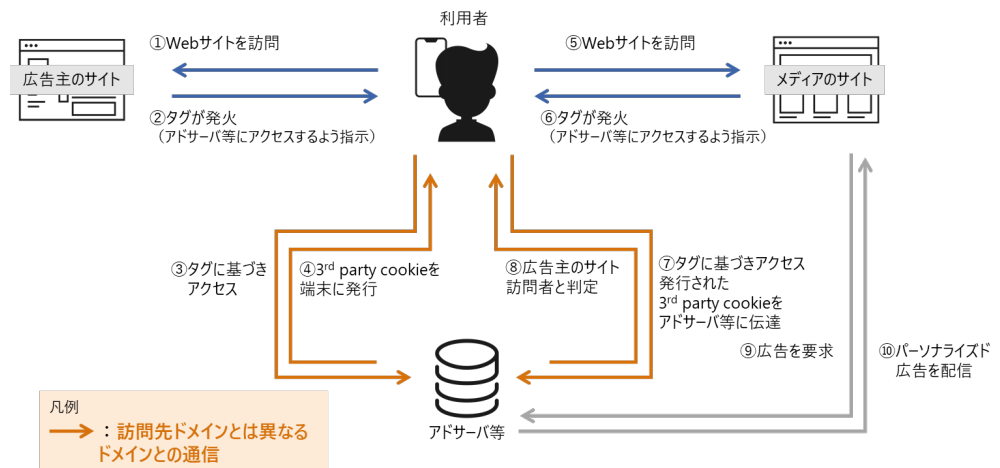 利用者
①Webサイトを訪問
⑤Webサイトを訪問
広告主のサイト
メディアのサイト
②タグが発火
（アドサーバ等にアクセスするよう指示）
⑥タグが発火
（アドサーバ等にアクセスするよう指示）
③タグに基づき
アクセス
④3rd party cookieを
端末に発行
⑧広告主のサイト
訪問者と判定
⑦タグに基づきアクセス
発行された
3rd party cookieを
アドサーバ等に伝達
⑨広告を要求
⑩パーソナライズド
広告を配信
アドサーバ等
凡例
：訪問先ドメインとは異なる
ドメインとの通信